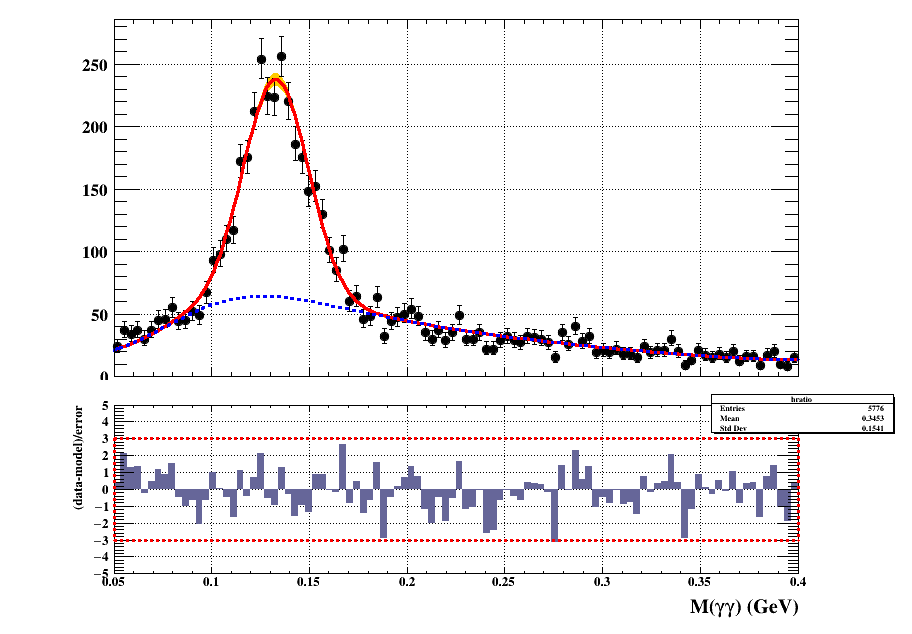 250
200
150
100
50
0
hratio
Entries 5776
Mean 0.3453
Std Dev 0.1541
(data-model)/error
5
4
3
2
1
0
−1
−2
−3
−4
−5
0.05 0.1 0.15 0.2 0.25 0.3 0.35 0.4
M(γγ) (GeV)